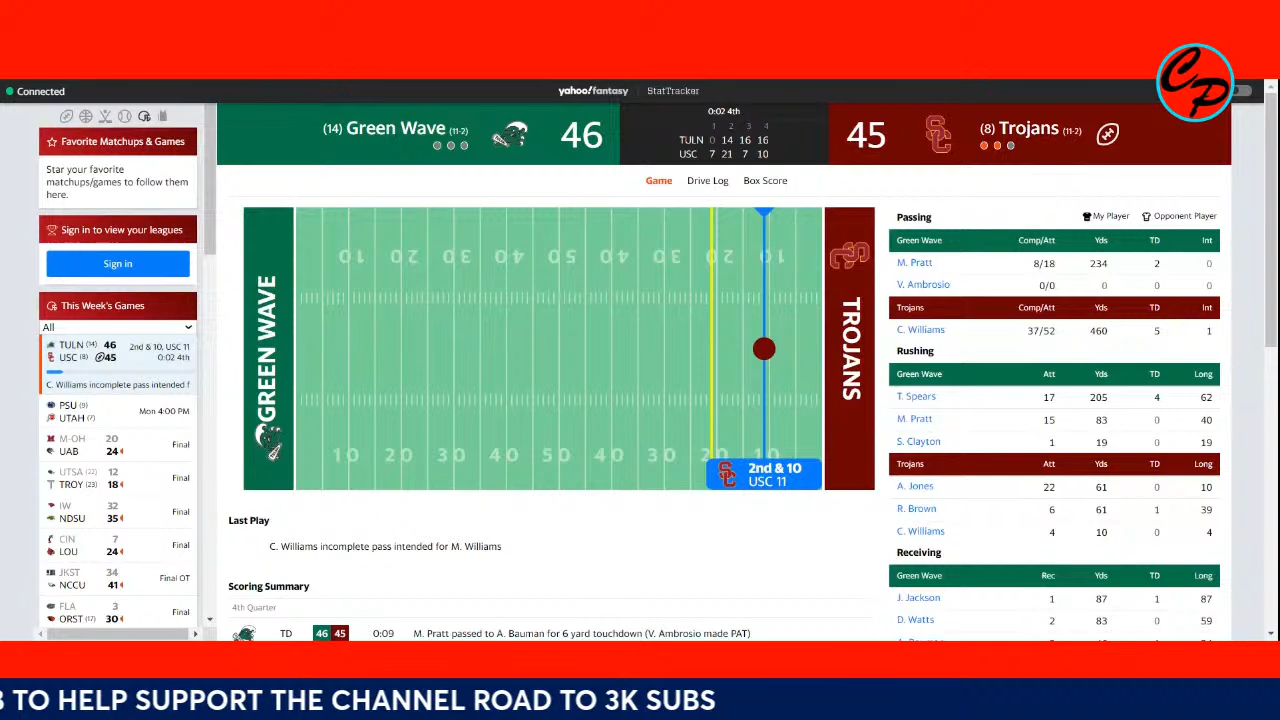 CP
Connected
yahoo!fantasy | StatTracker
(14) Green Wave (11-2)
46
0:02 4th
1 2 3 4
TULN 0 14 16 16
USC 7 21 7 10
45
SC
(8) Trojans (11-2)
Favorite Matchups & Games
Star your favorite
matchups/games to follow them
here.
Sign in to view your leagues
Sign in
This Week's Games
All
TULN (14) 46 2nd & 10, USC 11
USC (8) 45 0:02 4th
C. Williams incomplete pass intended f
PSU (9)
UTAH (7)
Mon 4:00 PM
M-OH 20
UAB 24
Final
UTSA (22) 12
TROY (23) 18
Final
IW 32
NDSU 35
Final
CIN 7
LOU 24
Final
JKST 34
NCCU 41
Final OT
FLA 3
ORST (17) 30
Final
Game Drive Log Box Score
GREEN WAVE
10 20 30 40 50 40 30 20 10
10 20 30 40 50 40 30 20 10
SC
TROJANS
SC
2nd & 10
USC 11
Last Play
C. Williams incomplete pass intended for M. Williams
Scoring Summary
4th Quarter
TD 46 45 0:09 M. Pratt passed to A. Bauman for 6 yard touchdown (V. Ambrosio made PAT)
Passing My Player Opponent Player
Green Wave Comp/Att Yds TD Int
M. Pratt 8/18 234 2 0
V. Ambrosio 0/0 0 0 0
Trojans Comp/Att Yds TD Int
C. Williams 37/52 460 5 1
Rushing
Green Wave Att Yds TD Long
T. Spears 17 205 4 62
M. Pratt 15 83 0 40
S. Clayton 1 19 0 19
Trojans Att Yds TD Long
A. Jones 22 61 0 10
R. Brown 6 61 1 39
C. Williams 4 10 0 4
Receiving
Green Wave Rec Yds TD Long
J. Jackson 1 87 1 87
D. Watts 2 83 0 59
TO HELP SUPPORT THE CHANNEL ROAD TO 3K SUBS